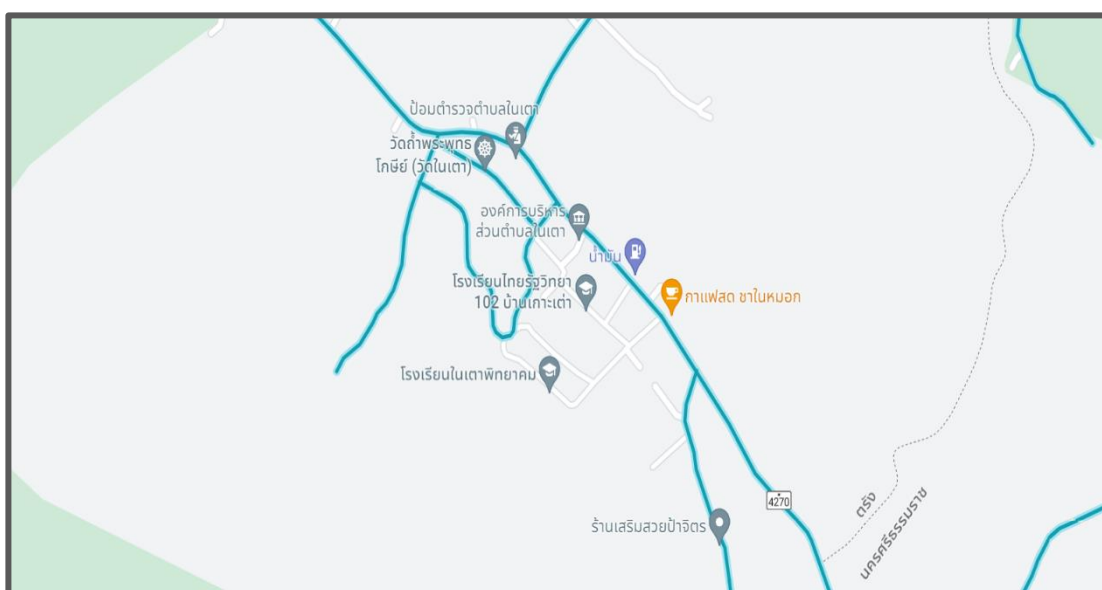 ป้อมตำรวจตำบลในเตา
วัดถ้ำพระพุทธ
โกษีย์ (วัดในเตา)
องค์การบริหาร
ส่วนตำบลในเตา
น้ำมัน
โรงเรียนไทยรัฐวิทยา
102 บ้านเกาะเต่า
กาแฟสด ชาในหมอก
โรงเรียนในเตาพิทยาคม
4270
ตรัง
นครศรีธรรมราช
ร้านเสริมสวยป้าจิตร